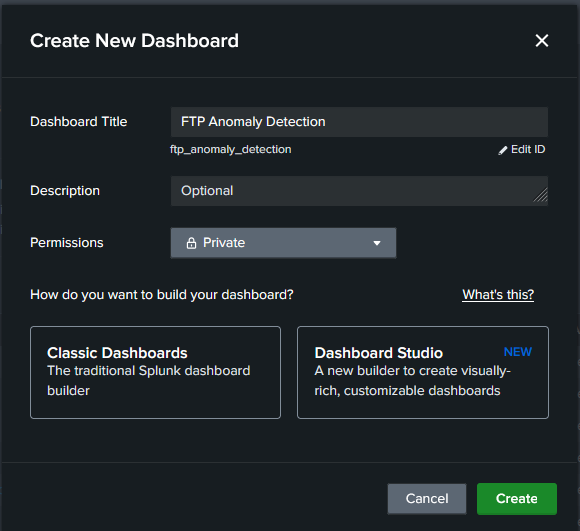 Create New Dashboard
Dashboard Title
FTP Anomaly Detection
ftp_anomaly_detection
Edit ID
Description
Optional
Permissions
Private
How do you want to build your dashboard?
What's this?
Classic Dashboards
The traditional Splunk dashboard
builder
Dashboard Studio
NEW
A new builder to create visually-
rich, customizable dashboards
Cancel
Create